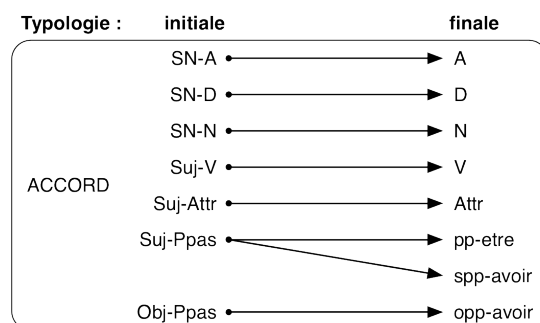 Typologie : initiale finale
SN-A A
SN-D D
SN-N N
Suj-V V
ACCORD
Suj-Attr Attr
Suj-Ppas pp-etre
spp-avoir
Obj-Ppas opp-avoir